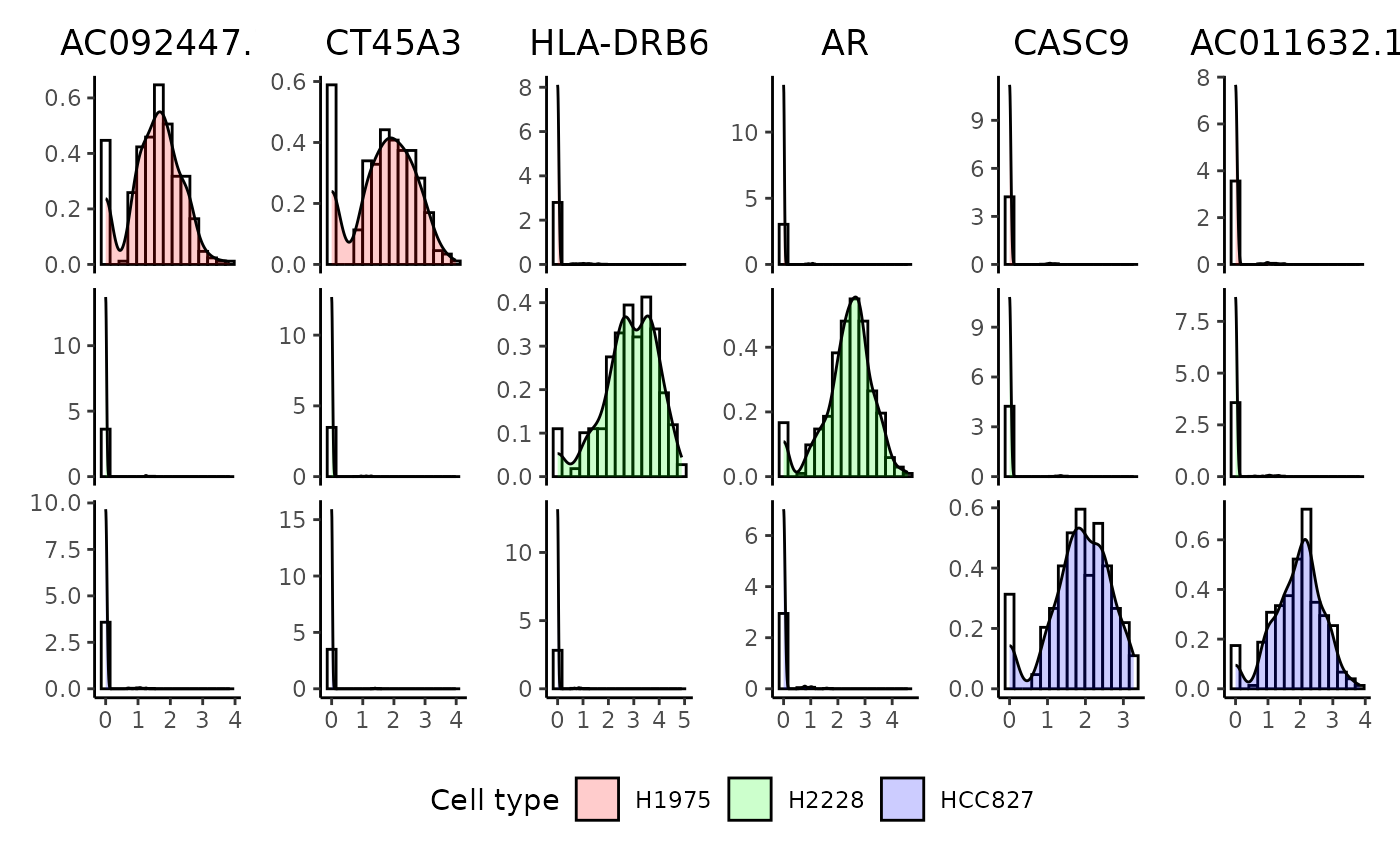 AC092447. CT45A3 HLA-DRB6 AR CASC9 AC011632.1
0.6 0.6 8 10 9 8
0.4 0.4 6 5 6 6
0.2 0.2 4 0 3 4
0.0 0.0 2 0 2
0 0
10 10 0.4 0.4 9 7.5
5 5 0.3 0.2 6 5.0
0 0 0.2 0.0 3 2.5
0.1 0 0.0
0.0
10.0 15 10 6 0.6 0.6
7.5 10 5 4 0.4 0.4
5.0 5 0 2 0.2 0.2
2.5 0 0 0.0 0.0
0.0
0 1 2 3 4 0 1 2 3 4 0 1 2 3 4 5 0 1 2 3 4 0 1 2 3 0 1 2 3 4
Cell type H1975 H2228 HCC827